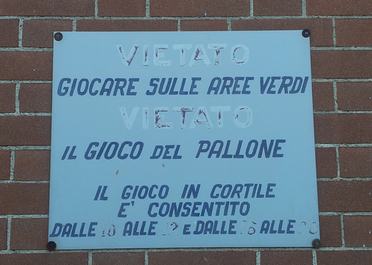 VIETATO
GIOCARE SULLE AREE VERDI
VIETATO
IL GIOCO DEL PALLONE
IL GIOCO IN CORTILE
E' CONSENTITO
DALLE 10 ALLE E DALLE ALLE